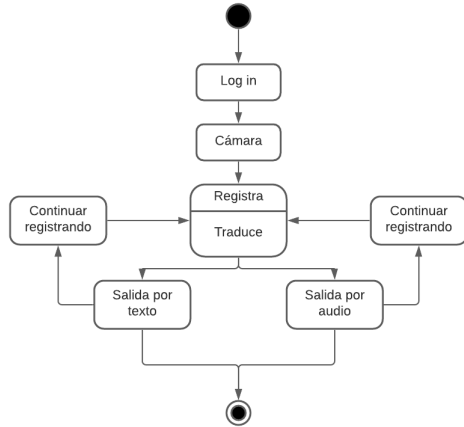 Log in
Cámara
Registra
Traduce
Continuar
registrando
Continuar
registrando
Salida por
texto
Salida por
audio